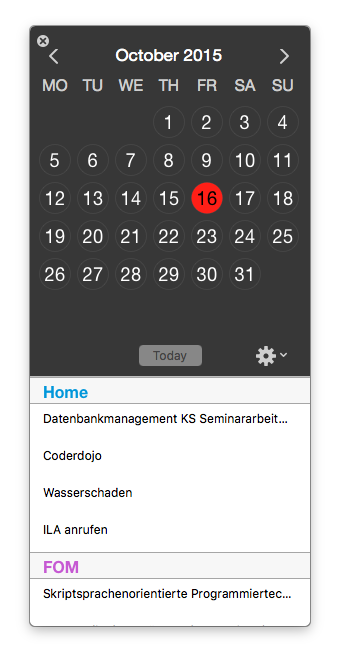 October 2015
MO TU WE TH FR SA SU
1 2 3 4
5 6 7 8 9 10 11
12 13 14 15 16 17 18
19 20 21 22 23 24 25
26 27 28 29 30 31
Today
Home
Datenbankmanagement KS Seminararbeit...
Coderdojo
Wasserschaden
ILA anrufen
FOM
Skriptsprachenorientierte Programmiertec...